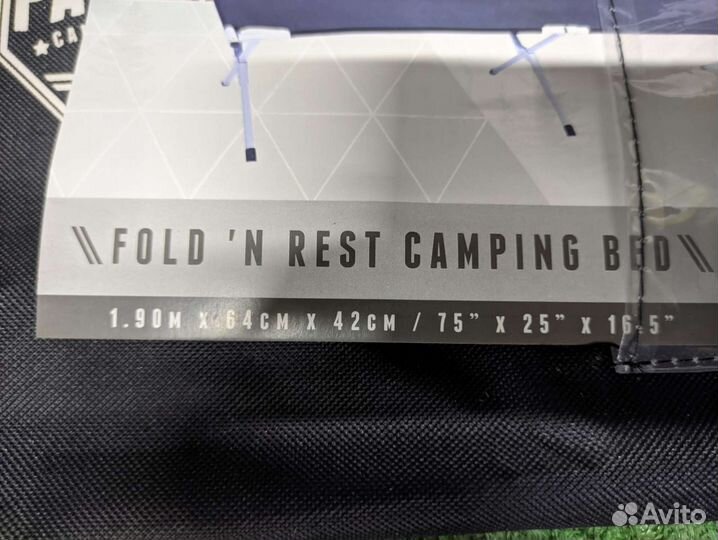 \\FOLD 'N REST CAMPING BED\\
1.90M X 64CM X 42CM / 75" X 25" X 16.5"
Avito